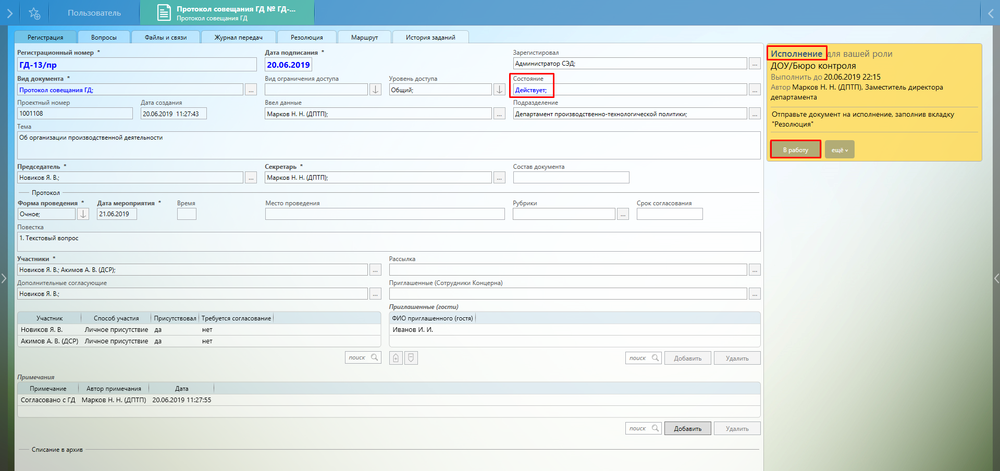 Пользователь
Протокол совещания ГД № ГД-...
Протокол совещания ГД
Регистрация
Вопросы
Файлы и связи
Журнал передач
Резолюция
Маршрут
История заданий
Регистрационный номер *
Дата подписания *
Зарегистрировал
ГД-13/пр
20.06.2019
Администратор СЭД;
...
Вид документа *
Вид ограничения доступа
Уровень доступа
Состояние
Протокол совещания ГД;
...
Общий;
Действует;
...
Проектный номер
Дата создания
Ввел данные
Подразделение
1001108
20.06.2019 11:27:43
Марков Н. Н. (ДПТП);
...
Департамент производственно-технологической политики;
...
Тема
Об организации производственной деятельности
Председатель *
Секретарь *
Состав документа
Новиков Я. В.;
...
Марков Н. Н. (ДПТП);
...
Протокол
Форма проведения *
Дата мероприятия *
Время
Место проведения
Рубрики
Срок согласования
Очное;
21.06.2019
...
Повестка
1. Текстовый вопрос
Участники *
Рассылка
Новиков Я. В.; Акимов А. В. (ДСР);
...
...
Дополнительные согласующие
Приглашенные (Сотрудники Концерна)
Новиков Я. В.;
...
...
Приглашенные (гости)
Участник
Способ участия
Присутствовал
Требуется согласование
ФИО приглашенного (гостя)
Новиков Я. В.
Личное присутствие
да
нет
Иванов И. И.
Акимов А. В. (ДСР)
Личное присутствие
да
нет
поиск
поиск
Добавить
Удалить
Примечания
Примечание
Автор примечания
Дата
Согласовано с ГД
Марков Н. Н. (ДПТП)
20.06.2019 11:27:55
поиск
Добавить
Удалить
Списание в архив
Исполнение для вашей роли
ДОУ/Бюро контроля
Выполнить до 20.06.2019 22:15
Автор Марков Н. Н. (ДПТП), Заместитель директора
департамента
Отправьте документ на исполнение, заполнив вкладку
"Резолюция"
В работу
ещё